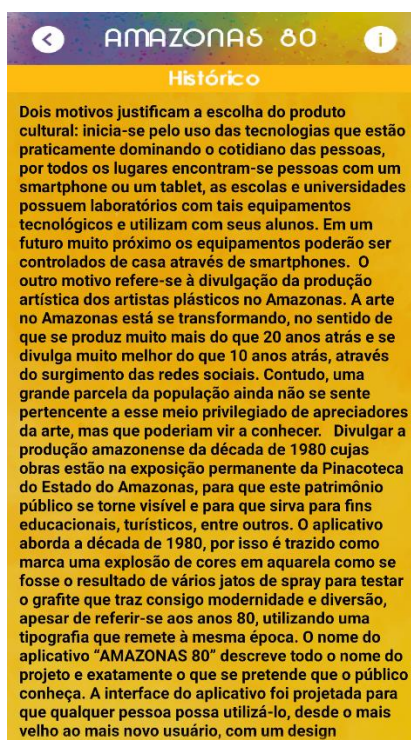 AMAZONAS 80
i
Histórico
Dois motivos justificam a escolha do produto
cultural: inicia-se pelo uso das tecnologias que estão
praticamente dominando o cotidiano das pessoas,
por todos os lugares encontram-se pessoas com um
smartphone ou um tablet, as escolas e universidades
possuem laboratórios com tais equipamentos
tecnológicos e utilizam com seus alunos. Em um
futuro muito próximo os equipamentos poderão ser
controlados de casa através de smartphones. O
outro motivo refere-se à divulgação da produção
artística dos artistas plásticos no Amazonas. A arte
no Amazonas está se transformando, no sentido de
que se produz muito mais do que 20 anos atrás e se
divulga muito melhor do que 10 anos atrás, através
do surgimento das redes sociais. Contudo, uma
grande parcela da população ainda não se sente
pertencente a esse meio privilegiado de apreciadores
da arte, mas que poderiam vir a conhecer. Divulgar a
produção amazonense da década de 1980 cujas
obras estão na exposição permanente da Pinacoteca
do Estado do Amazonas, para que este patrimônio
público se torne visível e para que sirva para fins
educacionais, turísticos, entre outros. O aplicativo
aborda a década de 1980, por isso é trazido como
marca uma explosão de cores em aquarela como se
fosse o resultado de vários jatos de spray para testar
o grafite que traz consigo modernidade e diversão,
apesar de referir-se aos anos 80, utilizando uma
tipografia que remete à mesma época. O nome do
aplicativo “AMAZONAS 80” descreve todo o nome do
projeto e exatamente o que se pretende que o público
conheça. A interface do aplicativo foi projetada para
que qualquer pessoa possa utilizá-lo, desde o mais
velho ao mais novo usuário, com um design